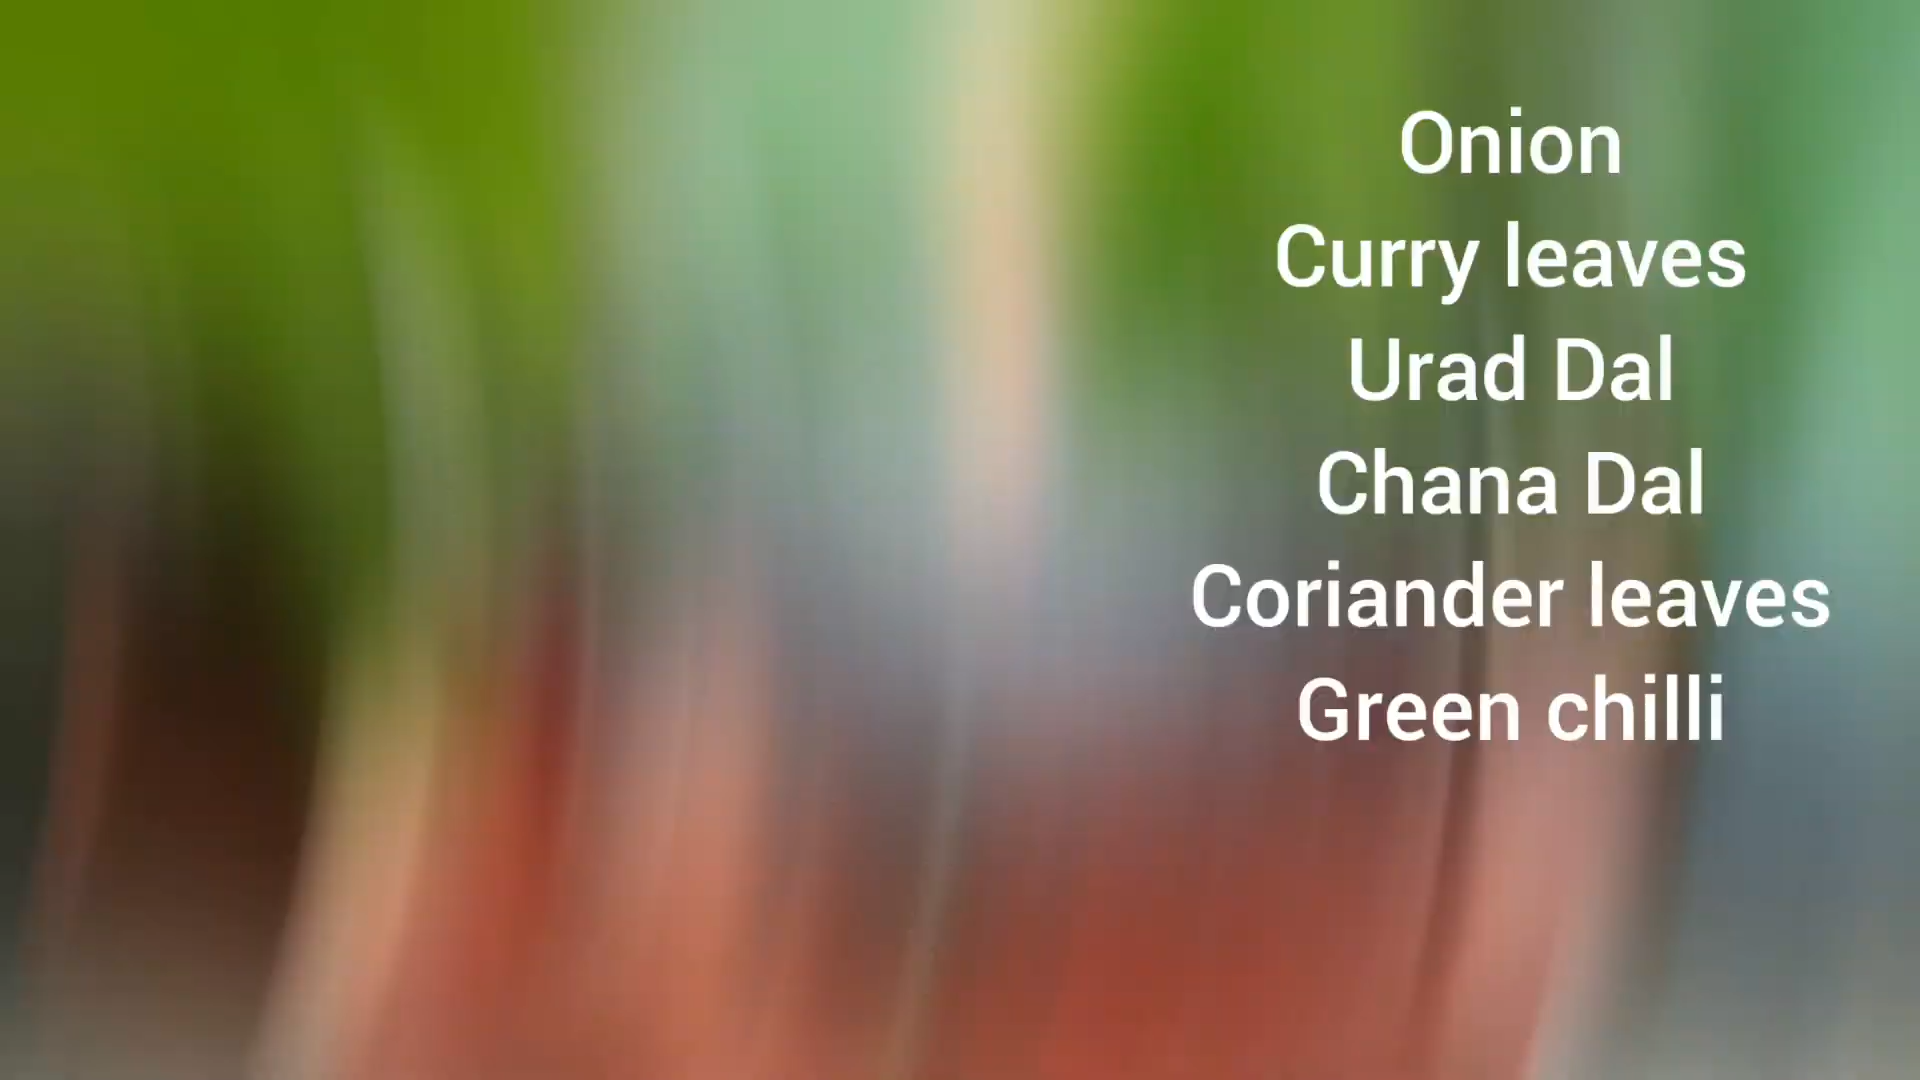 Onion
Curry leaves
Urad Dal
Chana Dal
Coriander leaves
Green chilli